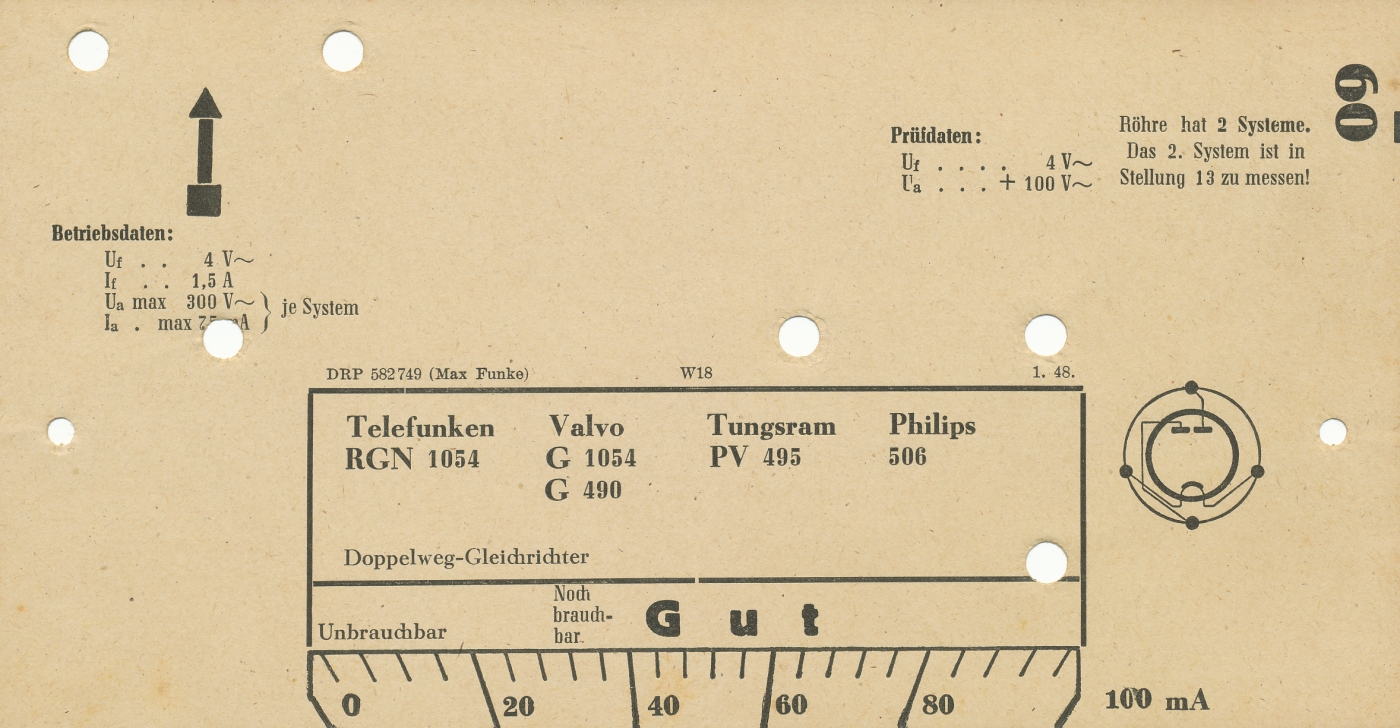 60
Prüfdaten:
Uf . . . . 4 V~
Ua . . . + 100 V~
Röhre hat 2 Systeme.
Das 2. System ist in
Stellung 13 zu messen!
Betriebsdaten:
Uf . . 4 V~
If . . 1,5 A
Ua max 300 V~
Ia . max
je System
DRP 582749 (Max Funke) W18 1. 48.
Telefunken Valvo Tungsram Philips
RGN 1054 G 1054 PV 495 506
G 490
Doppelweg-Gleichrichter
Unbrauchbar
Noch
brauch-
bar.
Gut
0 20 40 60 80 100 mA